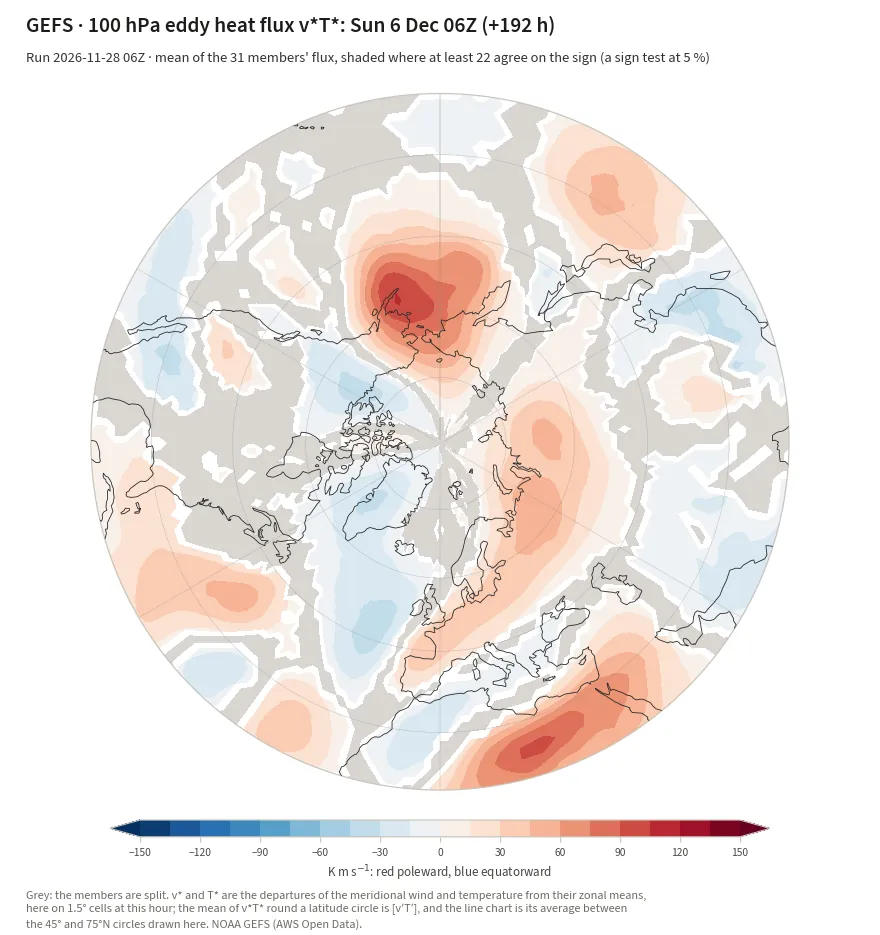 GEFS · 100 hPa eddy heat flux v*T*: Sun 6 Dec 06Z (+192 h)
Run 2026-11-28 06Z · mean of the 31 members' flux, shaded where at least 22 agree on the sign (a sign test at 5 %)
−150 −120 −90 −60 −30 0 30 60 90 120 150
K m s⁻¹: red poleward, blue equatorward
Grey: the members are split. v* and T* are the departures of the meridional wind and temperature from their zonal means,
here on 1.5° cells at this hour; the mean of v*T* round a latitude circle is [v'T'], and the line chart is its average between
the 45° and 75°N circles drawn here. NOAA GEFS (AWS Open Data).